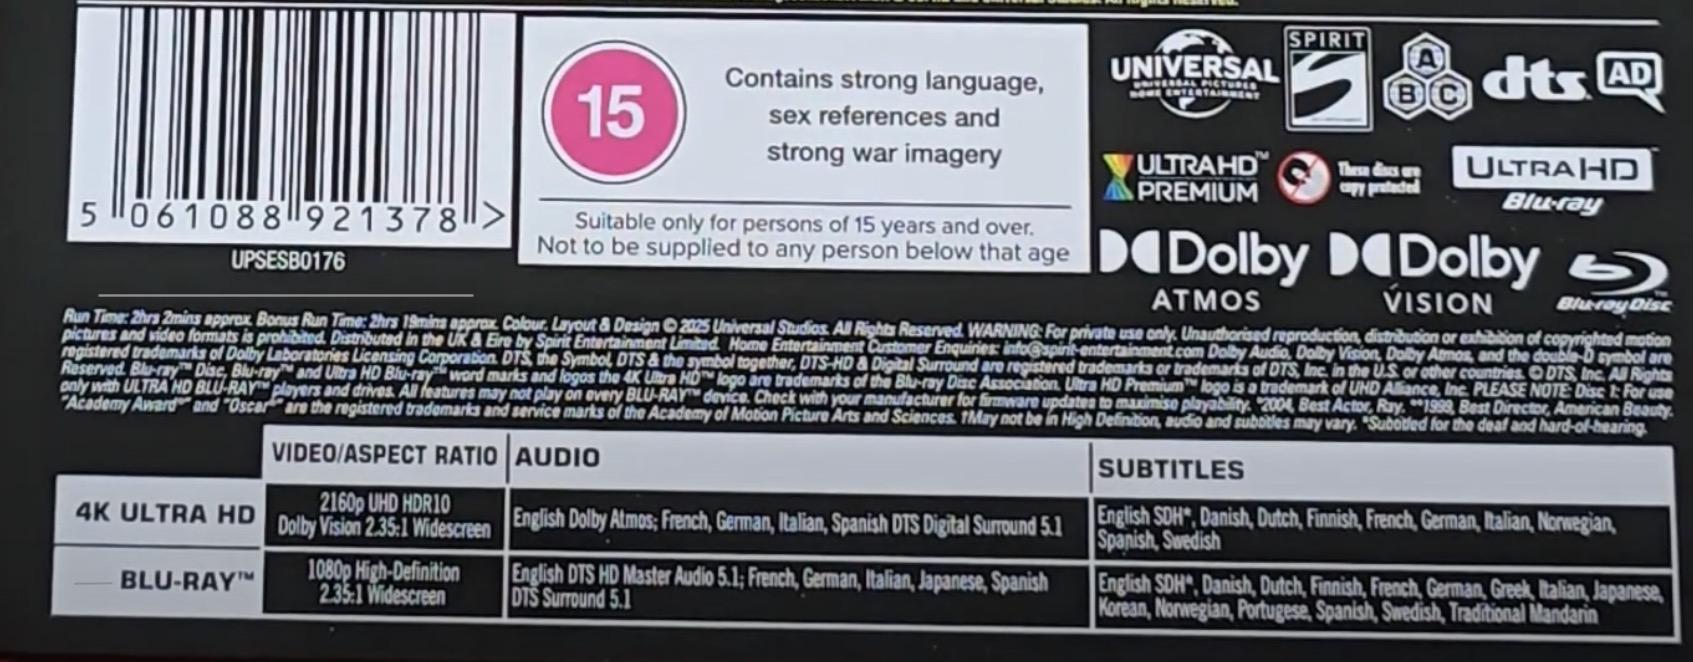 All Rights Reserved.
5 061088 921378 >
UPSESB0176
15
Contains strong language,
sex references and
strong war imagery
Suitable only for persons of 15 years and over.
Not to be supplied to any person below that age
UNIVERSAL
UNIVERSAL PICTURES
HOME ENTERTAINMENT
SPIRIT
A
B C
dts
AD
ULTRA HD™
PREMIUM
These discs are
copy protected
ULTRA HD
Blu-ray
Dolby
ATMOS
Dolby
VISION
Blu-ray Disc
Run Time: 2hrs 2mins approx. Bonus Run Time: 2hrs 19mins approx. Colour. Layout & Design © 2025 Universal Studios. All Rights Reserved. WARNING: For private use only. Unauthorised reproduction, distribution or exhibition of copyrighted motion
pictures and video formats is prohibited. Distributed in the UK & Eire by Spirit Entertainment Limited. Home Entertainment Customer Enquiries: info@spirit-entertainment.com Dolby Audio, Dolby Vision, Dolby Atmos, and the double-D symbol are
registered trademarks of Dolby Laboratories Licensing Corporation. DTS, the Symbol, DTS & the symbol together, DTS-HD & Digital Surround are registered trademarks or trademarks of DTS, Inc. in the U.S. or other countries. © DTS, Inc. All Rights
Reserved. Blu-ray™ Disc, Blu-ray™ and Ultra HD Blu-ray™ word marks and logos the 4K Ultra HD™ logo are trademarks of the Blu-ray Disc Association. Ultra HD Premium™ logo is a trademark of UHD Alliance, Inc. PLEASE NOTE: Disc 1: For use
only with ULTRA HD BLU-RAY™ players and drives. All features may not play on every BLU-RAY™ device. Check with your manufacturer for firmware updates to maximise playability. *2004, Best Actor, Ray. **1999, Best Director, American Beauty.
"Academy Award®" and "Oscar®" are the registered trademarks and service marks of the Academy of Motion Picture Arts and Sciences. †May not be in High Definition, audio and subtitles may vary. *Subtitled for the deaf and hard-of-hearing.
VIDEO/ASPECT RATIO AUDIO SUBTITLES
4K ULTRA HD
2160p UHD HDR10
Dolby Vision 2.35:1 Widescreen
English Dolby Atmos; French, German, Italian, Spanish DTS Digital Surround 5.1
English SDH*, Danish, Dutch, Finnish, French, German, Italian, Norwegian,
Spanish, Swedish
BLU-RAY™
1080p High-Definition
2.35:1 Widescreen
English DTS HD Master Audio 5.1; French, German, Italian, Japanese, Spanish
DTS Surround 5.1
English SDH*, Danish, Dutch, Finnish, French, German, Greek, Italian, Japanese,
Korean, Norwegian, Portugese, Spanish, Swedish, Traditional Mandarin